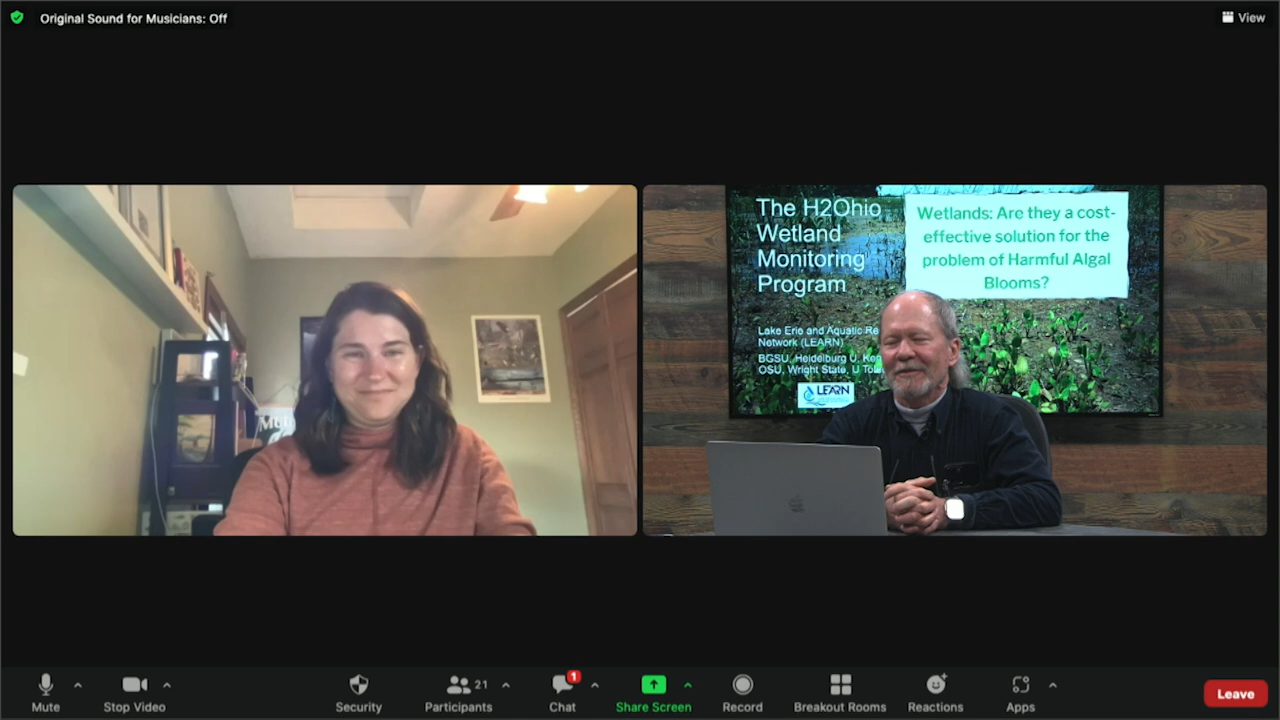 Original Sound for Musicians: Off
View
The H2Ohio
Wetland
Monitoring
Program
Wetlands: Are they a cost-
effective solution for the
problem of Harmful Algal
Blooms?
Lake Erie and Aquatic Re
Network (LEARN)
BGSU, Heidelburg U, Ken
OSU, Wright State, U Tole
LEARN
Mute
Stop Video
Security
21
Participants
1
Chat
Share Screen
Record
Breakout Rooms
Reactions
Apps
Leave